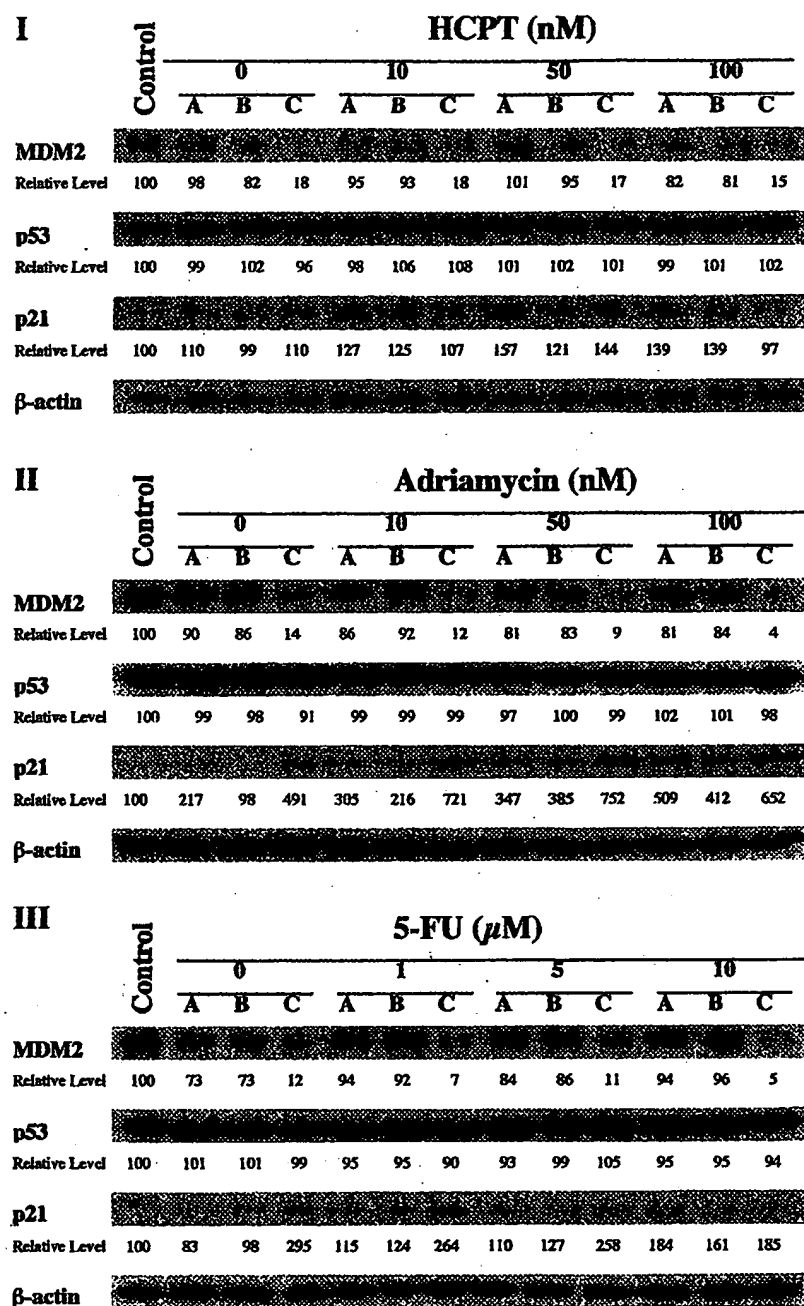 I
HCPT (nM)
Control
0 10 50 100
A B C A B C A B C A B C
MDM2
Relative Level 100 98 82 18 95 93 18 101 95 17 82 81 15
p53
Relative Level 100 99 102 96 98 106 108 101 102 101 99 101 102
p21
Relative Level 100 110 99 110 127 125 107 157 121 144 139 139 97
β-actin
II
Adriamycin (nM)
Control
0 10 50 100
A B C A B C A B C A B C
MDM2
Relative Level 100 90 86 14 86 92 12 81 83 9 81 84 4
p53
Relative Level 100 99 98 91 99 99 99 97 100 99 102 101 98
p21
Relative Level 100 217 98 491 305 216 721 347 385 752 509 412 652
β-actin
III
5-FU (µM)
Control
0 1 5 10
A B C A B C A B C A B C
MDM2
Relative Level 100 73 73 12 94 92 7 84 86 11 94 96 5
p53
Relative Level 100 101 101 99 95 95 90 93 99 105 95 95 94
p21
Relative Level 100 83 98 295 115 124 264 110 127 258 184 161 185
β-actin